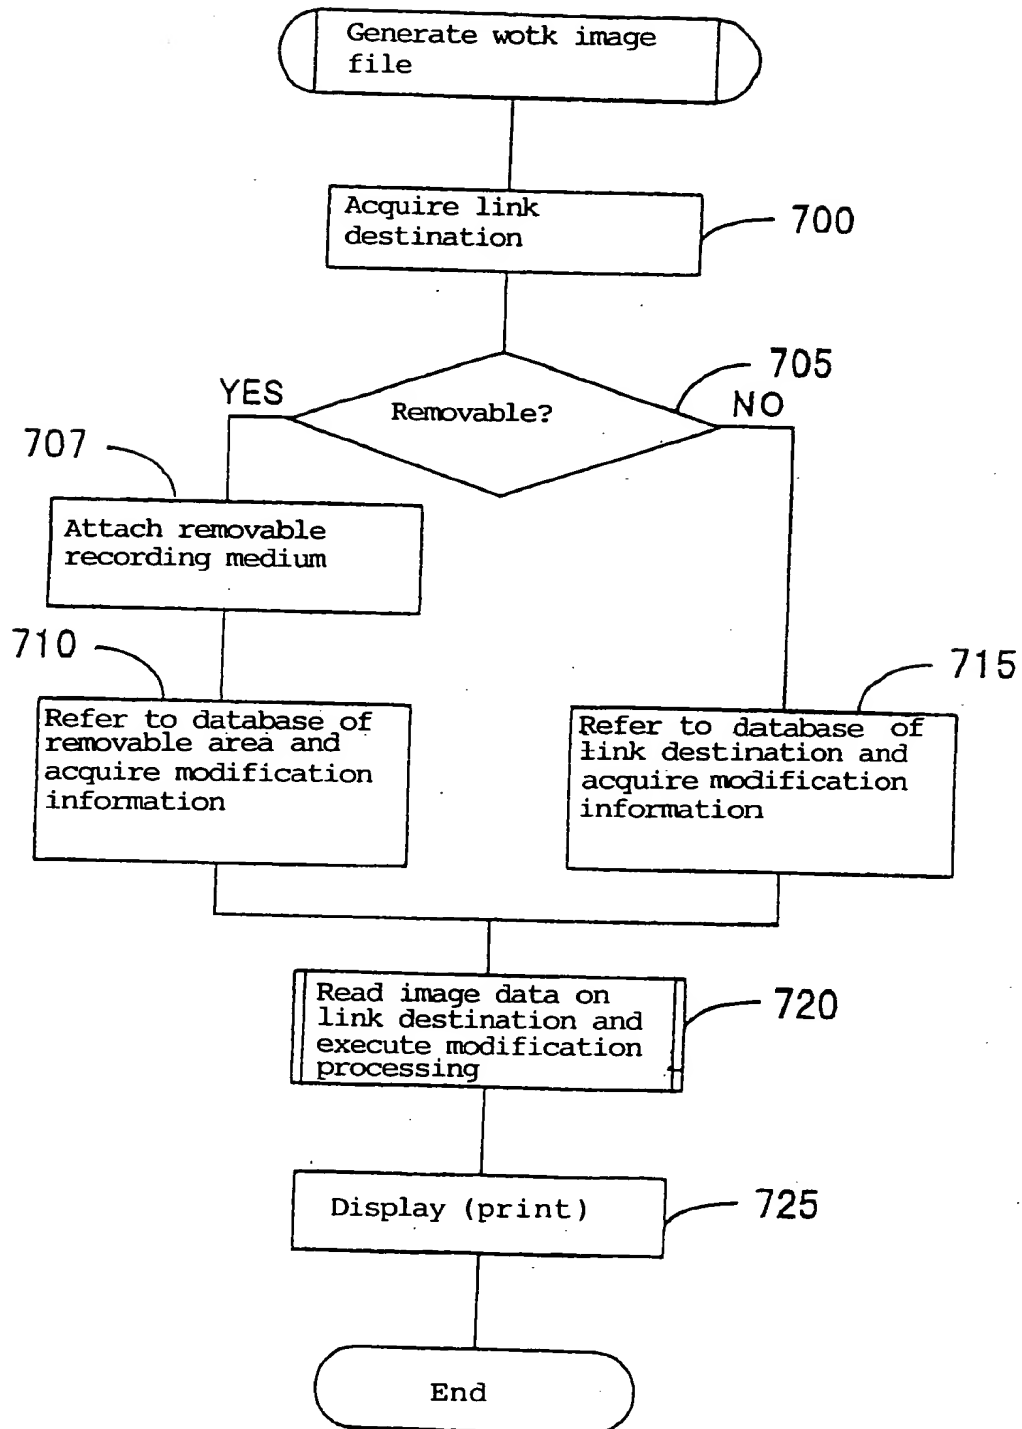 Generate wotk image
file
Acquire link
destination
700
705
YES
Removable?
NO
707
Attach removable
recording medium
710
Refer to database of
removable area and
acquire modification
information
715
Refer to database of
link destination and
acquire modification
information
Read image data on
link destination and
execute modification
processing
720
Display (print)
725
End